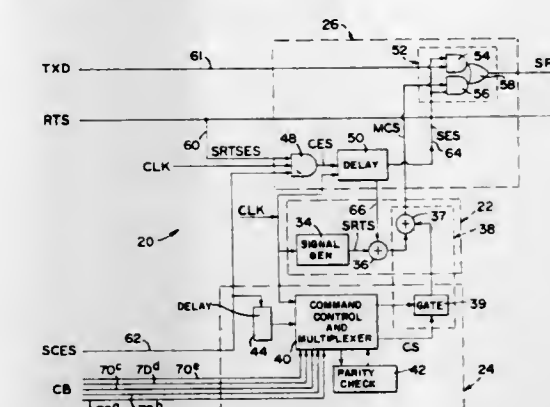 26
61
52
54
TXD
56
58
RTS
MCS
60
SRTSES
48
CES
50
SES
64
CLK
DELAY
66
37
22
CLK
34
SRTS
38
20
SIGNAL
GEN
36
DELAY
COMMAND
CONTROL
AND
MULTIPLEXER
GATE
39
62
SCES
44
40
CS
70c 70d 70e
PARITY
CHECK
42
24
CB